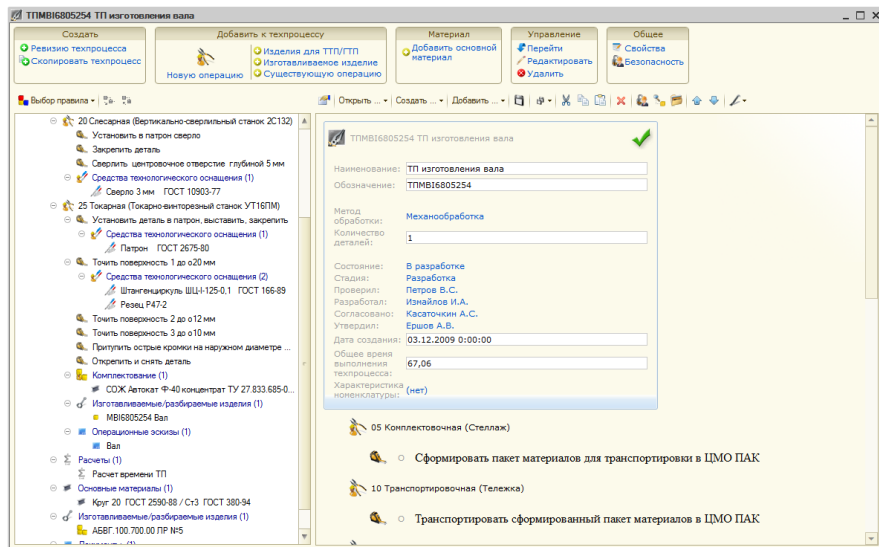 ТПМВI6805254 ТП изготовления вала
Создать
Добавить к техпроцессу
Материал
Управление
Общее
Ревизию техпроцесса
Скопировать техпроцесс
Новую операцию
Изделия для ТТП/ГТП
Изготавливаемое изделие
Существующую операцию
Добавить основной
материал
Перейти
Редактировать
Удалить
Свойства
Безопасность
Выбор правила
Открыть ... Создать ... Добавить ...
20 Слесарная (Вертикально-сверлильный станок 2С132)
Установить в патрон сверло
Закрепить деталь
Сверлить центровочное отверстие глубиной 5 мм
Средства технологического оснащения (1)
Сверло 3 мм ГОСТ 10903-77
25 Токарная (Токарно-винторезный станок УТ16ПМ)
Установить деталь в патрон, выставить, закрепить
Средства технологического оснащения (1)
Патрон ГОСТ 2675-80
Точить поверхность 1 до o20 мм
Средства технологического оснащения (2)
Штангенциркуль ШЦ-I-125-0,1 ГОСТ 166-89
Резец Р47-2
Точить поверхность 2 до o12 мм
Точить поверхность 3 до o10 мм
Притупить острые кромки на наружном диаметре ...
Открепить и снять деталь
Комплектование (1)
СОЖ Автокат Ф-40 концентрат ТУ 27.833.685-0...
Изготавливаемые/разбираемые изделия (1)
МВI6805254 Вал
Операционные эскизы (1)
Вал
Расчеты (1)
Расчет времени ТП
Основные материалы (1)
Круг 20 ГОСТ 2590-88 / Ст3 ГОСТ 380-94
Изготавливаемые/разбираемые изделия (1)
АБВГ.100.700.00 ПР №5
ТПМВI6805254 ТП изготовления вала
Наименование: ТП изготовления вала
Обозначение: ТПМВI6805254
Метод
обработки: Механообработка
Количество
деталей: 1
Состояние: В разработке
Стадия: Разработка
Проверил: Петров В.С.
Разработал: Измайлов И.А.
Согласовано: Касаточкин А.С.
Утвердил: Ершов А.В.
Дата создания: 03.12.2009 0:00:00
Общее время
выполнения 67,06
техпроцесса:
Характеристика
номенклатуры: (нет)
05 Комплектовочная (Стеллаж)
Сформировать пакет материалов для транспортировки в ЦМО ПАК
10 Транспортировочная (Тележка)
Транспортировать сформированный пакет материалов в ЦМО ПАК